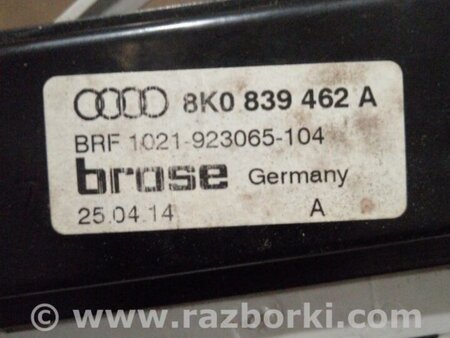 8K0 839 462 A
BRF 1021-923065-104
brose Germany
25.04.14 A
© www.razborki.com